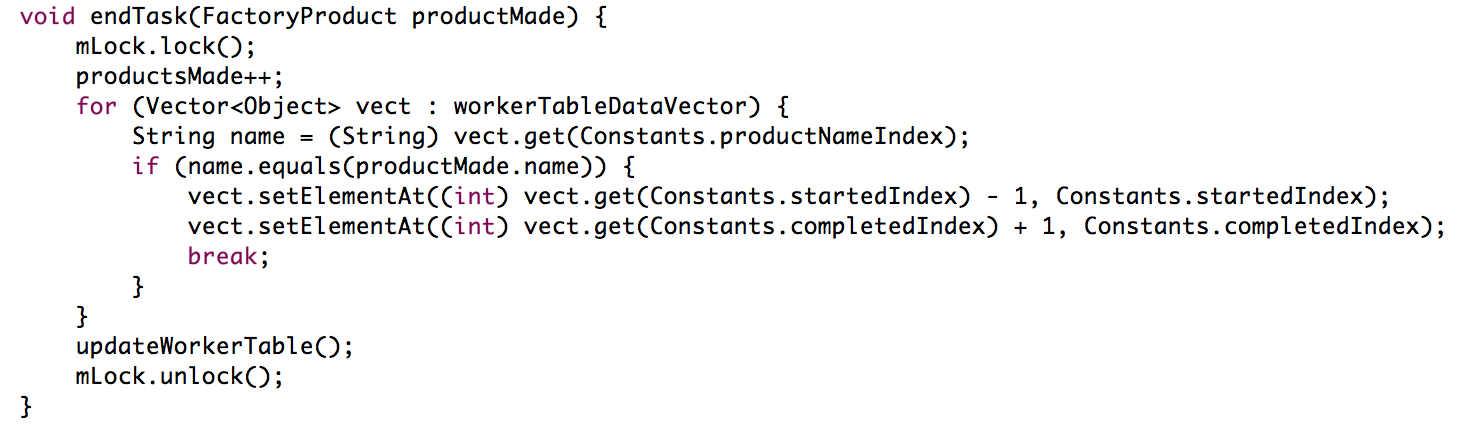 void endTask(FactoryProduct productMade) {
    mLock.lock();
    productsMade++;
    for (Vector<Object> vect : workerTableDataVector) {
        String name = (String) vect.get(Constants.productNameIndex);
        if (name.equals(productMade.name)) {
            vect.setElementAt((int) vect.get(Constants.startedIndex) - 1, Constants.startedIndex);
            vect.setElementAt((int) vect.get(Constants.completedIndex) + 1, Constants.completedIndex);
            break;
        }
    }
    updateWorkerTable();
    mLock.unlock();
}